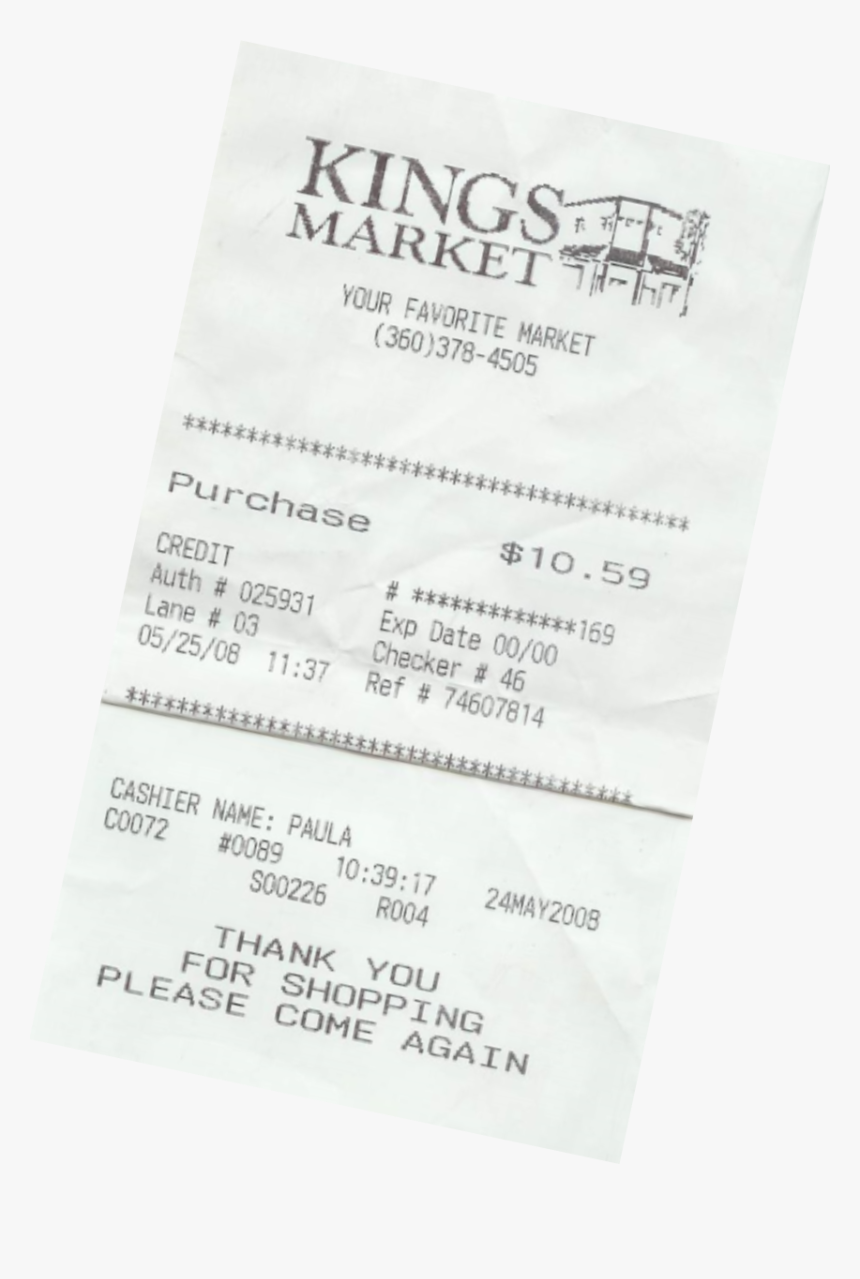 KINGS
MARKET
YOUR FAVORITE MARKET
(360)378-4505
****************************************
Purchase $10.59
CREDIT # *************169
Auth # 025931 Exp Date 00/00
Lane # 03 Checker # 46
05/25/08 11:37 Ref # 74607814
****************************************
CASHIER NAME: PAULA
C0072 #0089 10:39:17 24MAY2008
S00226 R004
THANK YOU
FOR SHOPPING
PLEASE COME AGAIN